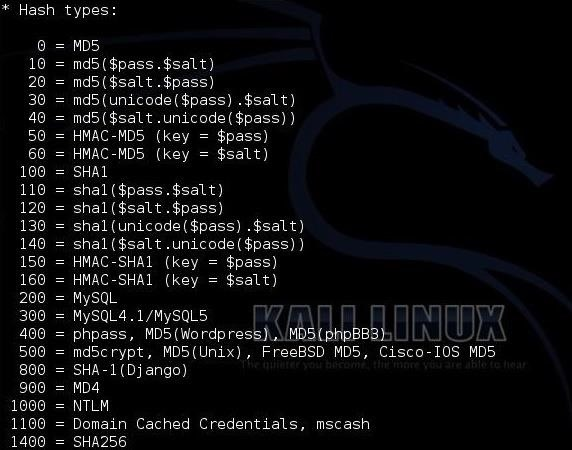 * Hash types:
0 = MD5
10 = md5($pass.$salt)
20 = md5($salt.$pass)
30 = md5(unicode($pass).$salt)
40 = md5($salt.unicode($pass))
50 = HMAC-MD5 (key = $pass)
60 = HMAC-MD5 (key = $salt)
100 = SHA1
110 = sha1($pass.$salt)
120 = sha1($salt.$pass)
130 = sha1(unicode($pass).$salt)
140 = sha1($salt.unicode($pass))
150 = HMAC-SHA1 (key = $pass)
160 = HMAC-SHA1 (key = $salt)
200 = MySQL
300 = MySQL4.1/MySQL5
KALI LINUX
400 = phpass, MD5(Wordpress), MD5(phpBB3)
500 = md5crypt, MD5(Unix), FreeBSD MD5, Cisco-IOS MD5
The quieter you become, the more you are able to hear
800 = SHA-1(Django)
900 = MD4
1000 = NTLM
1100 = Domain Cached Credentials, mscash
1400 = SHA256